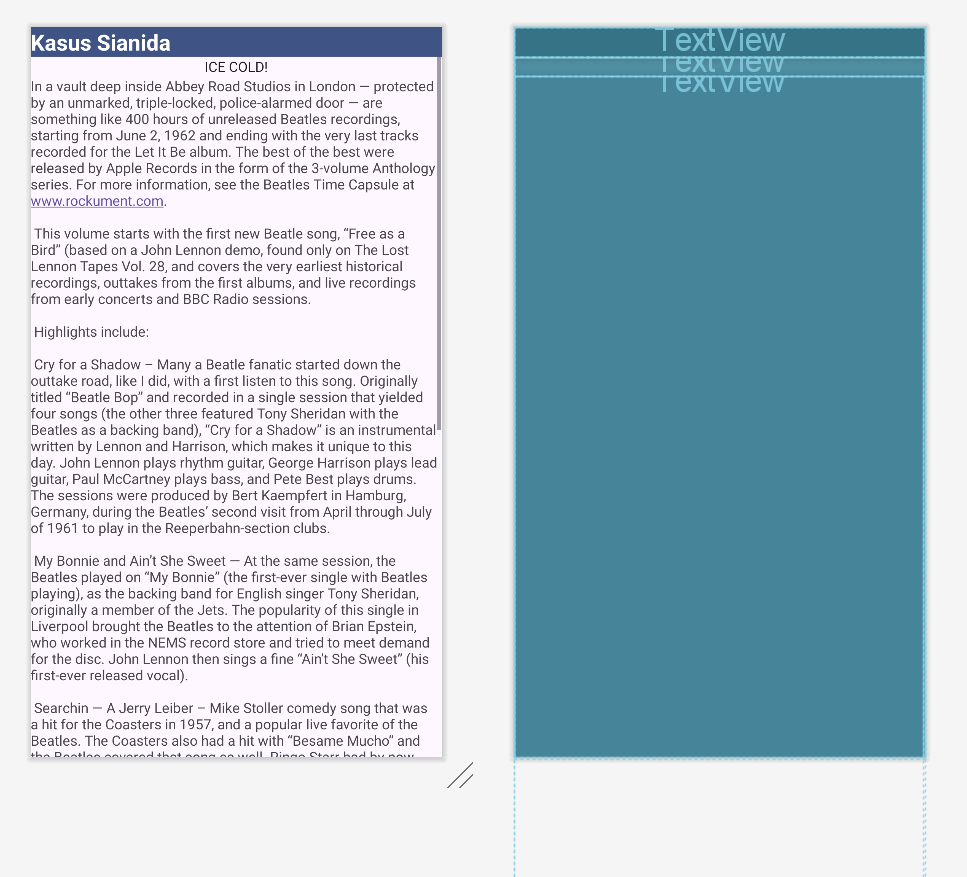 Kasus Sianida
ICE COLD!
In a vault deep inside Abbey Road Studios in London — protected
by an unmarked, triple-locked, police-alarmed door — are
something like 400 hours of unreleased Beatles recordings,
starting from June 2, 1962 and ending with the very last tracks
recorded for the Let It Be album. The best of the best were
released by Apple Records in the form of the 3-volume Anthology
series. For more information, see the Beatles Time Capsule at
www.rockument.com.
This volume starts with the first new Beatle song, “Free as a
Bird” (based on a John Lennon demo, found only on The Lost
Lennon Tapes Vol. 28, and covers the very earliest historical
recordings, outtakes from the first albums, and live recordings
from early concerts and BBC Radio sessions.
Highlights include:
Cry for a Shadow – Many a Beatle fanatic started down the
outtake road, like I did, with a first listen to this song. Originally
titled “Beatle Bop” and recorded in a single session that yielded
four songs (the other three featured Tony Sheridan with the
Beatles as a backing band), “Cry for a Shadow” is an instrumental
written by Lennon and Harrison, which makes it unique to this
day. John Lennon plays rhythm guitar, George Harrison plays lead
guitar, Paul McCartney plays bass, and Pete Best plays drums.
The sessions were produced by Bert Kaempfert in Hamburg,
Germany, during the Beatles’ second visit from April through July
of 1961 to play in the Reeperbahn-section clubs.
My Bonnie and Ain’t She Sweet — At the same session, the
Beatles played on “My Bonnie” (the first-ever single with Beatles
playing), as the backing band for English singer Tony Sheridan,
originally a member of the Jets. The popularity of this single in
Liverpool brought the Beatles to the attention of Brian Epstein,
who worked in the NEMS record store and tried to meet demand
for the disc. John Lennon then sings a fine “Ain’t She Sweet” (his
first-ever released vocal).
Searchin — A Jerry Leiber – Mike Stoller comedy song that was
a hit for the Coasters in 1957, and a popular live favorite of the
Beatles. The Coasters also had a hit with “Besame Mucho” and
the Beatles covered that song as well. Ringo Starr had by now
TextView
TextView
TextView